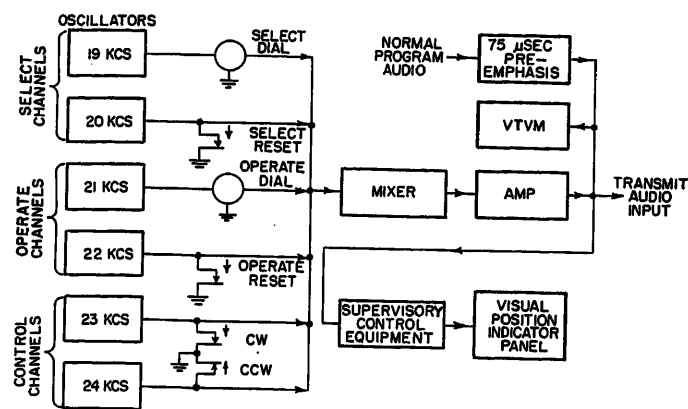 OSCILLATORS
SELECT CHANNELS
19 KCS
SELECT
DIAL
20 KCS
SELECT
RESET
OPERATE CHANNELS
21 KCS
OPERATE
DIAL
22 KCS
OPERATE
RESET
CONTROL CHANNELS
23 KCS
CW
CCW
24 KCS
MIXER
AMP
NORMAL
PROGRAM
AUDIO
75 µSEC
PRE-
EMPHASIS
VTVM
TRANSMIT
AUDIO
INPUT
SUPERVISORY
CONTROL
EQUIPMENT
VISUAL
POSITION
INDICATOR
PANEL